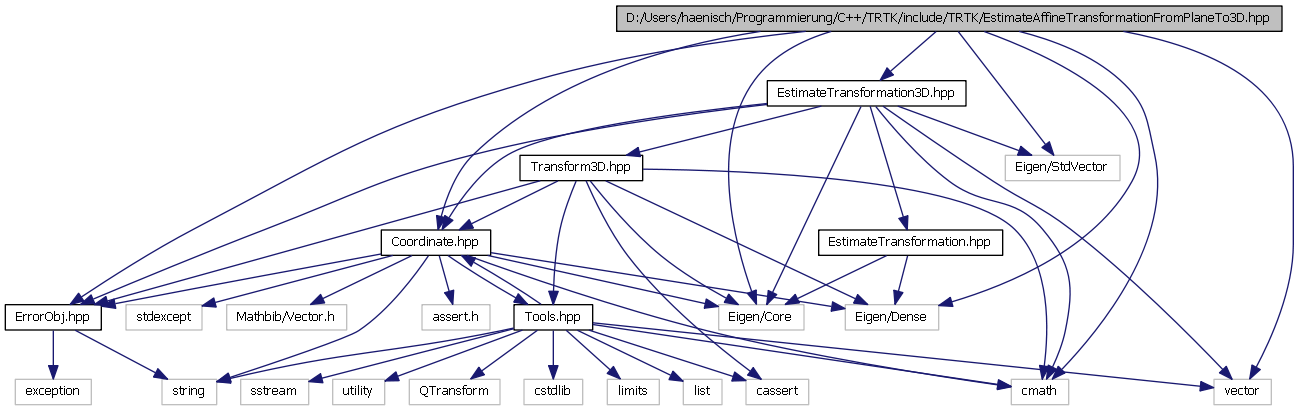 D:/Users/haenisch/Programmierung/C++/TRTK/include/TRTK/EstimateAffineTransformationFromPlaneTo3D.hpp
EstimateTransformation3D.hpp
Transform3D.hpp
Eigen/StdVector
Coordinate.hpp
EstimateTransformation.hpp
ErrorObj.hpp
stdexcept
Mathbib/Vector.h
assert.h
Tools.hpp
Eigen/Core
Eigen/Dense
exception
string
sstream
utility
QTransform
cstdlib
limits
list
cassert
cmath
vector